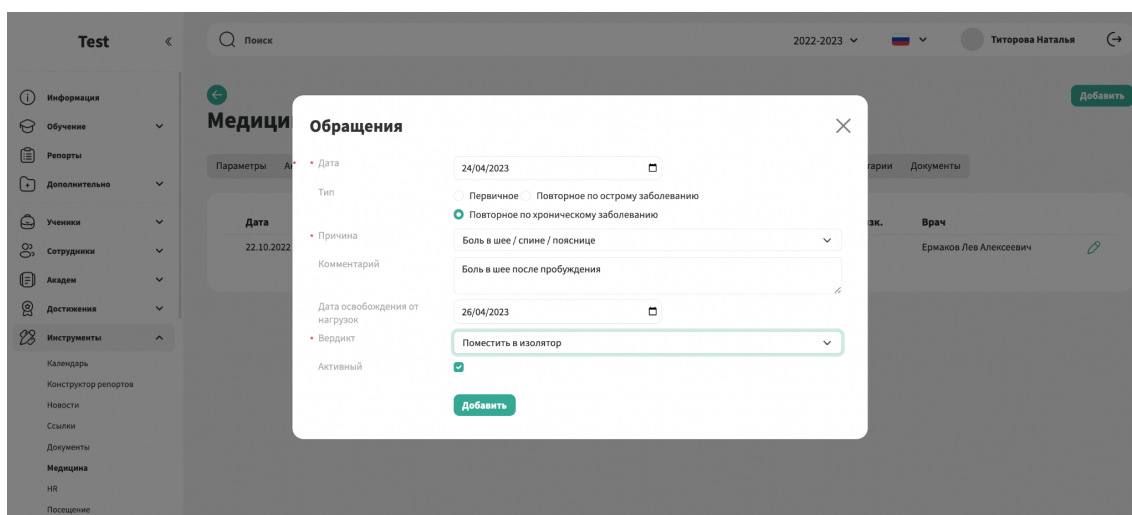 Test
«
Поиск
2022-2023
Титорова Наталья
Информация
Обучение
Репорты
Дополнительно
Ученики
Сотрудники
Академ
Достижения
Инструменты
Календарь
Конструктор репортов
Новости
Ссылки
Документы
Медицина
HR
Посещение
Добавить
Медици
Параметры
Документы
Дата
Врач
22.10.2022
Ермаков Лев Алексеевич
Обращения
* Дата
24/04/2023
Тип
Первичное Повторное по острому заболеванию
Повторное по хроническому заболеванию
* Причина
Боль в шее / спине / пояснице
Комментарий
Боль в шее после пробуждения
Дата освобождения от
нагрузок
26/04/2023
* Вердикт
Поместить в изолятор
Активный
Добавить